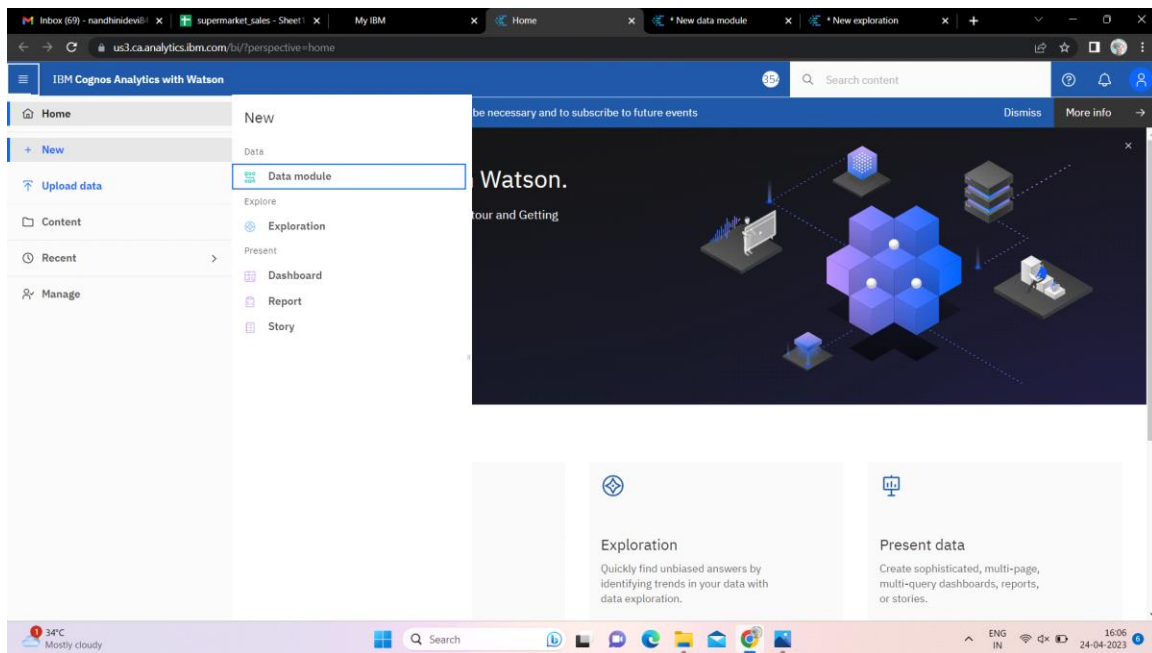 Inbox (69) - nandhinidevi84
supermarket_sales - Sheet1
My IBM
Home
* New data module
* New exploration
us3.ca.analytics.ibm.com/bi/?perspective=home
IBM Cognos Analytics with Watson
354
Search content
Home
New
Data
Data module
Explore
Exploration
Present
Dashboard
Report
Story
New
Upload data
Content
Recent
Manage
be necessary and to subscribe to future events
Dismiss
More info
Watson.
tour and Getting
Exploration
Quickly find unbiased answers by
identifying trends in your data with
data exploration.
Present data
Create sophisticated, multi-page,
multi-query dashboards, reports,
or stories.
1
34°C
Mostly cloudy
Search
ENG
IN
16:06
24-04-2023
6